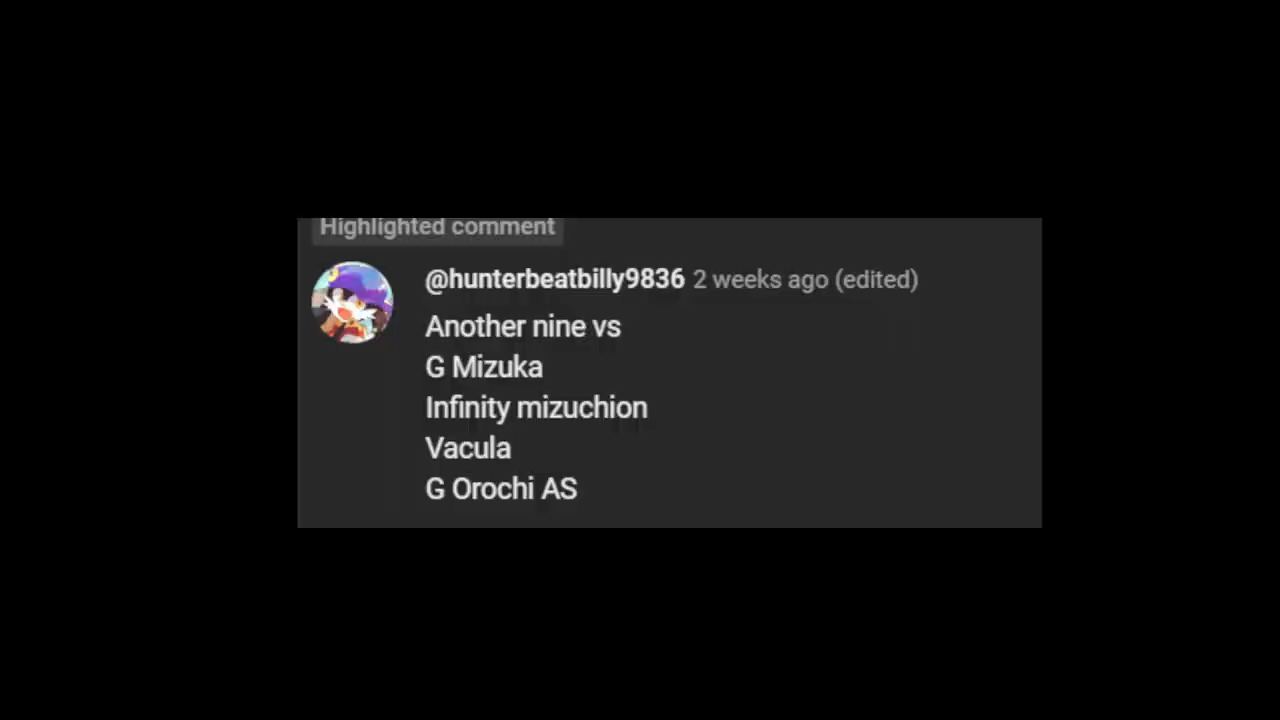 Highlighted comment
@hunterbeatbilly9836 2 weeks ago (edited)
Another nine vs
G Mizuka
Infinity mizuchion
Vacula
G Orochi AS